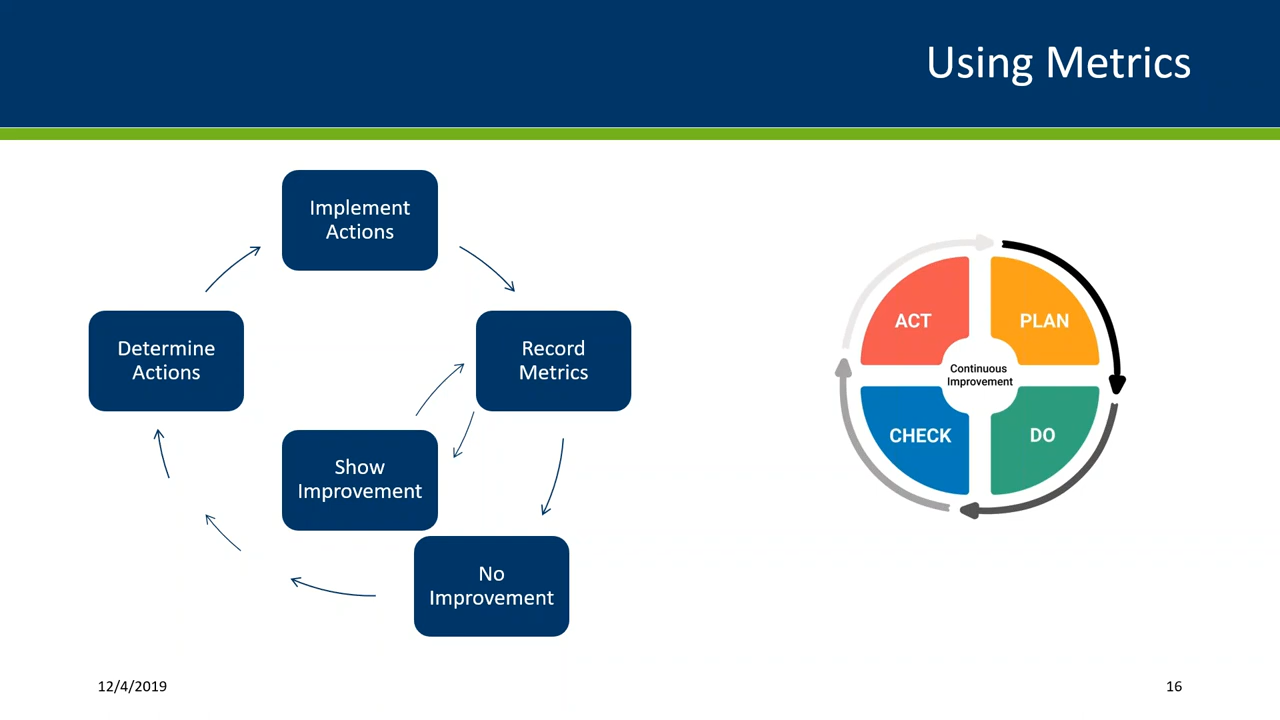 Using Metrics
Implement
Actions
Determine
Actions
Record
Metrics
Show
Improvement
No
Improvement
ACT
PLAN
Continuous
Improvement
CHECK
DO
12/4/2019
16